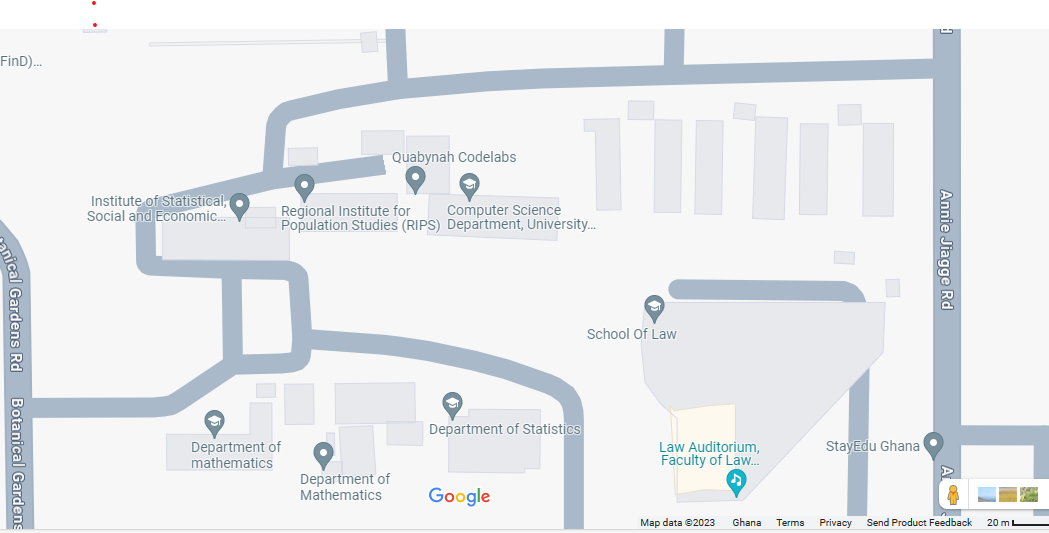 FinD)...
Quabynah Codelabs
Institute of Statistical,
Social and Economic...
Regional Institute for
Population Studies (RIPS)
Computer Science
Department, University...
Annie Jiagge Rd
tanical Gardens Rd
School Of Law
Botanical Gardens
Department of
mathematics
Department of Statistics
Department of
Mathematics
Law Auditorium,
Faculty of Law...
StayEdu Ghana
Google
Map data ©2023 Ghana Terms Privacy Send Product Feedback 20 m